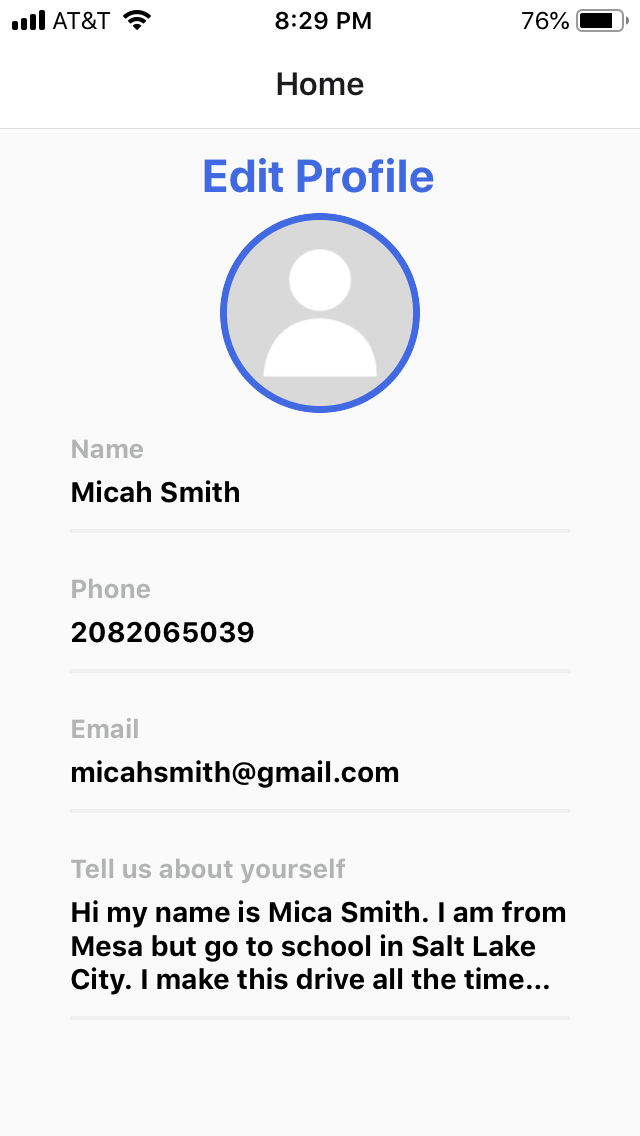 AT&T 8:29 PM 76%
Home
Edit Profile
Name
Micah Smith
Phone
2082065039
Email
micahsmith@gmail.com
Tell us about yourself
Hi my name is Mica Smith. I am from
Mesa but go to school in Salt Lake
City. I make this drive all the time...